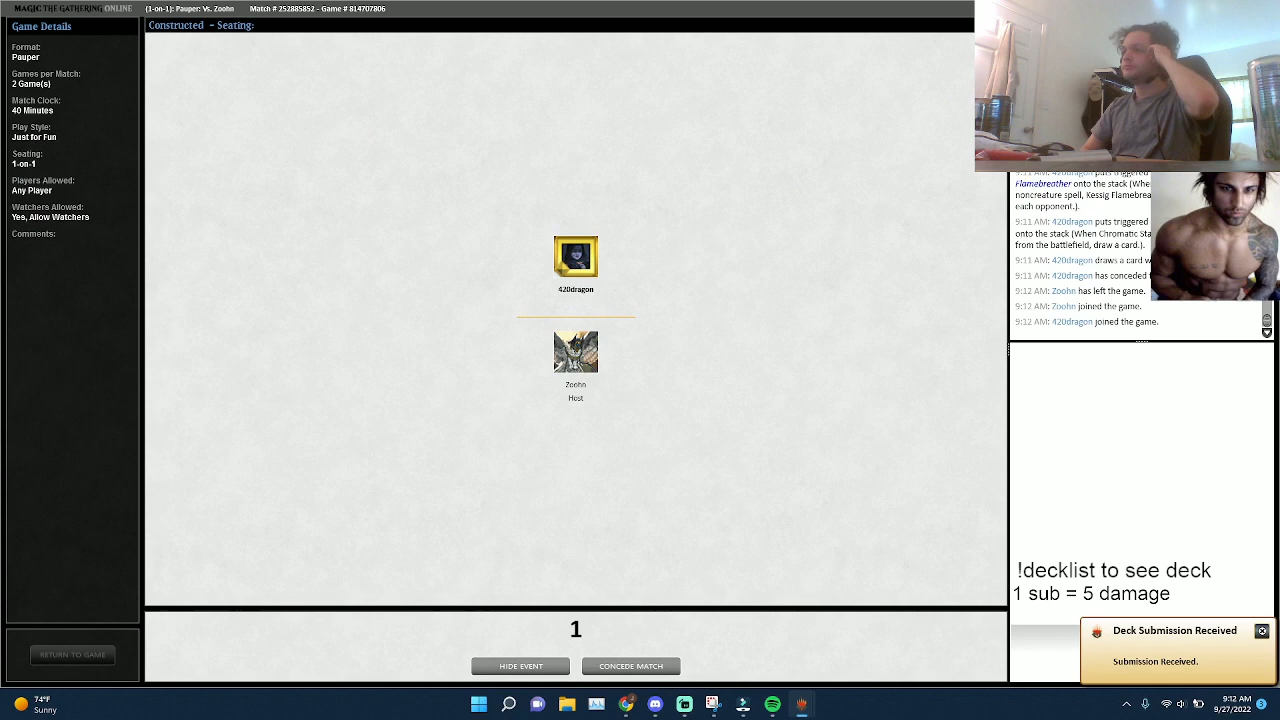 MAGIC THE GATHERING ONLINE
(1-on-1): Pauper: Vs. Zoohn
Match # 252885852 - Game # 814707806
Game Details
Format:
Pauper
Games per Match:
2 Game(s)
Match Clock:
40 Minutes
Play Style:
Just for Fun
Seating:
1-on-1
Players Allowed:
Any Player
Watchers Allowed:
Yes, Allow Watchers
Comments:
RETURN TO GAME
Constructed - Seating:
420dragon
Zoohn
Host
1
HIDE EVENT
CONCEDE MATCH
9:11 AM: 420dragon puts triggered
Flamebreather onto the stack (Whe
noncreature spell, Kessig Flamebrea
each opponent.).
9:11 AM: 420dragon puts triggered
onto the stack (When Chromatic Sta
from the battlefield, draw a card.).
9:11 AM: 420dragon draws a card w
9:11 AM: 420dragon has conceded
9:12 AM: Zoohn has left the game.
9:12 AM: Zoohn joined the game.
9:12 AM: 420dragon joined the game.
!decklist to see deck
1 sub = 5 damage
Deck Submission Received
Submission Received.
74°F
Sunny
9:12 AM
9/27/2022
3